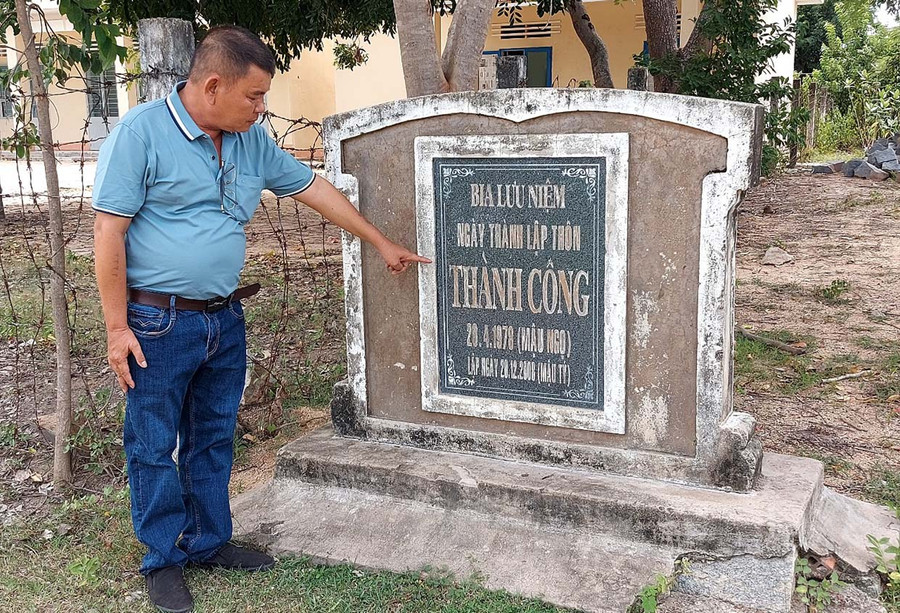 BIA LƯU NIỆM
NGÀY THÀNH LẬP THÔN
THÀNH CÔNG
20.4.1978 (MẬU NGỌ)
LẬP NGÀY 20.12.2008 (MẬU TÝ)